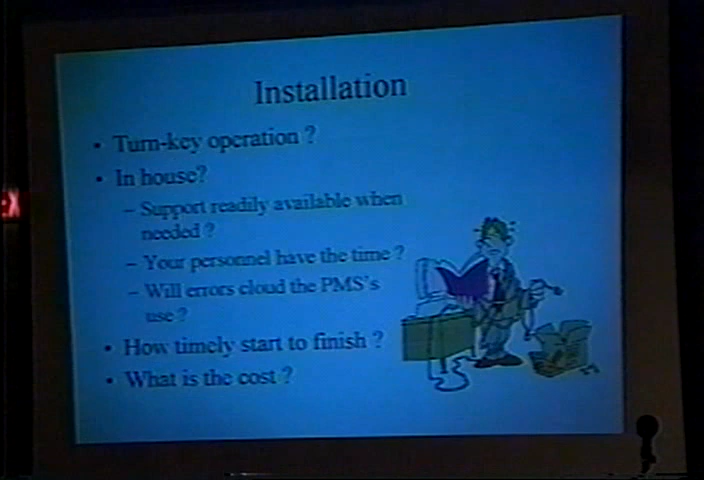 Installation
• Turn-key operation ?
• In house?
– Support readily available when
needed ?
– Your personnel have the time ?
– Will errors cloud the PMS's
use ?
• How timely start to finish ?
• What is the cost ?